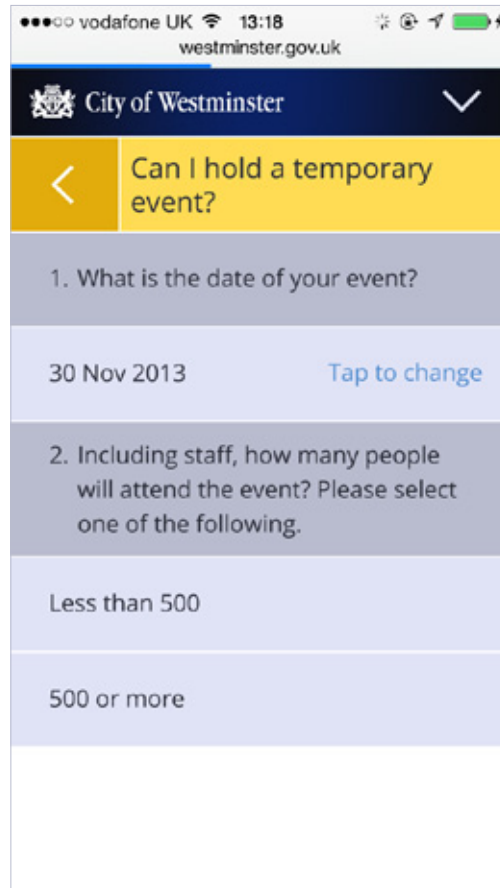 vodafone UK 13:18
westminster.gov.uk
City of Westminster
Can I hold a temporary
event?
1. What is the date of your event?
30 Nov 2013 Tap to change
2. Including staff, how many people
will attend the event? Please select
one of the following.
Less than 500
500 or more